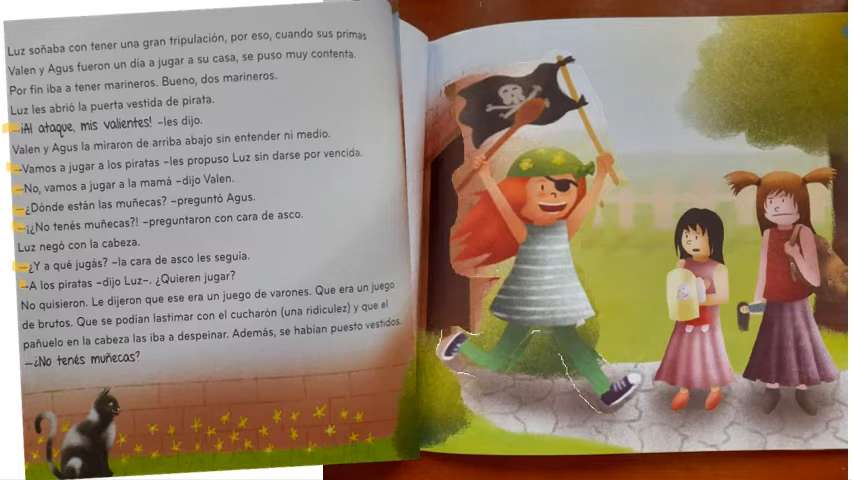 Luz soñaba con tener una gran tripulación, por eso, cuando sus primas
Valen y Agus fueron un día a jugar a su casa, se puso muy contenta.
Por fin iba a tener marineros. Bueno, dos marineros.
Luz les abrió la puerta vestida de pirata.
–¡Al ataque, mis valientes! –les dijo.
Valen y Agus la miraron de arriba abajo sin entender ni medio.
–Vamos a jugar a los piratas –les propuso Luz sin darse por vencida.
–No, vamos a jugar a la mamá –dijo Valen.
–¿Dónde están las muñecas? –preguntó Agus.
–¡¿No tenés muñecas?! –preguntaron con cara de asco.
Luz negó con la cabeza.
–¿Y a qué jugás? –la cara de asco les seguía.
–A los piratas –dijo Luz–. ¿Quieren jugar?
No quisieron. Le dijeron que ese era un juego de varones. Que era un juego
de brutos. Que se podían lastimar con el cucharón (una ridiculez) y que el
pañuelo en la cabeza las iba a despeinar. Además, se habían puesto vestidos.
–¿No tenés muñecas?